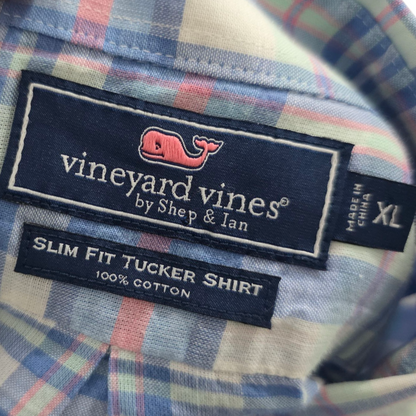 vineyard vines®
by Shep & Ian
MADE IN
CHINA
XL
SLIM FIT TUCKER SHIRT
100% COTTON